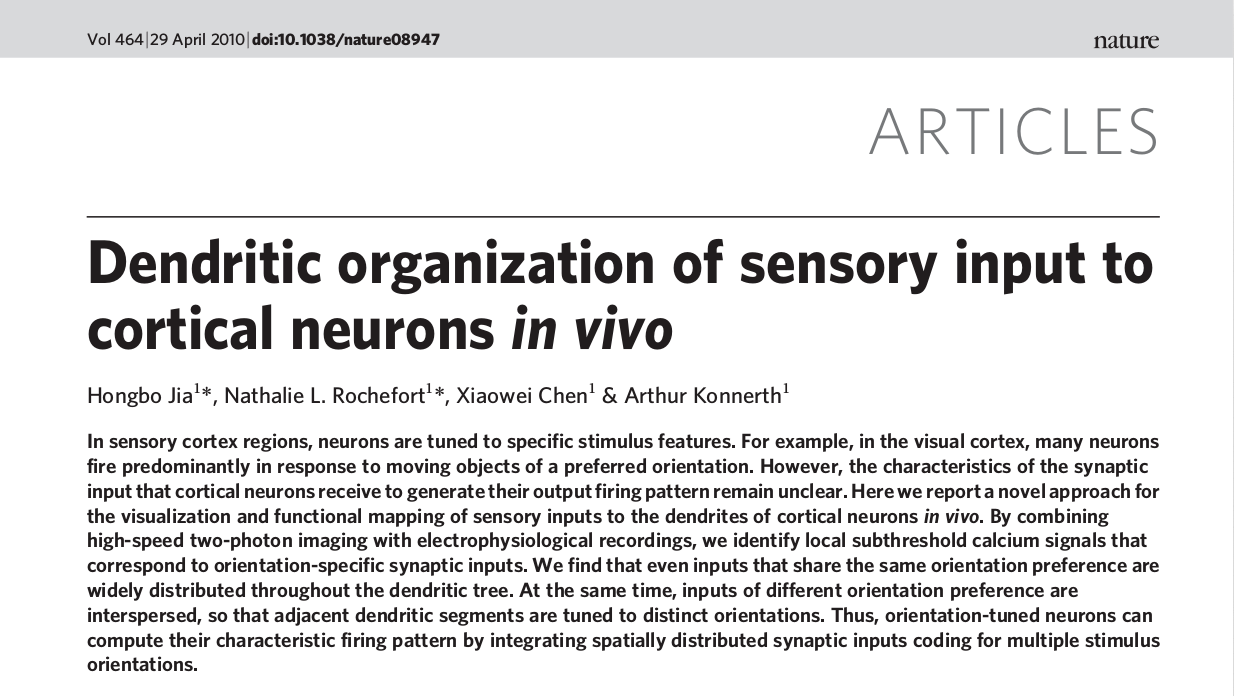 Vol 464|29 April 2010|doi:10.1038/nature08947
nature
ARTICLES
Dendritic organization of sensory input to
cortical neurons in vivo
Hongbo Jia1*, Nathalie L. Rochefort1*, Xiaowei Chen1 & Arthur Konnerth1
In sensory cortex regions, neurons are tuned to specific stimulus features. For example, in the visual cortex, many neurons
fire predominantly in response to moving objects of a preferred orientation. However, the characteristics of the synaptic
input that cortical neurons receive to generate their output firing pattern remain unclear. Here we report a novel approach for
the visualization and functional mapping of sensory inputs to the dendrites of cortical neurons in vivo. By combining
high-speed two-photon imaging with electrophysiological recordings, we identify local subthreshold calcium signals that
correspond to orientation-specific synaptic inputs. We find that even inputs that share the same orientation preference are
widely distributed throughout the dendritic tree. At the same time, inputs of different orientation preference are
interspersed, so that adjacent dendritic segments are tuned to distinct orientations. Thus, orientation-tuned neurons can
compute their characteristic firing pattern by integrating spatially distributed synaptic inputs coding for multiple stimulus
orientations.